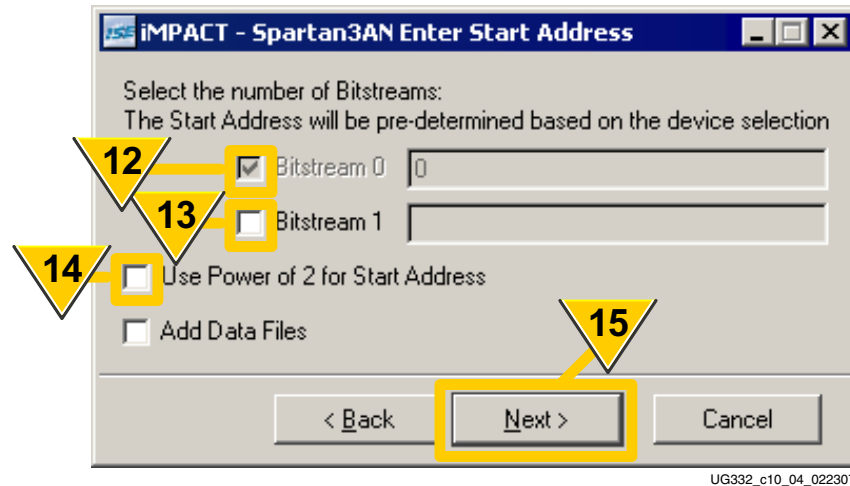 ISE iMPACT - Spartan3AN Enter Start Address
Select the number of Bitstreams:
The Start Address will be pre-determined based on the device selection
12 Bitstream 0 0
13 Bitstream 1
14 Use Power of 2 for Start Address
Add Data Files
15
< Back Next > Cancel
UG332_c10_04_022307